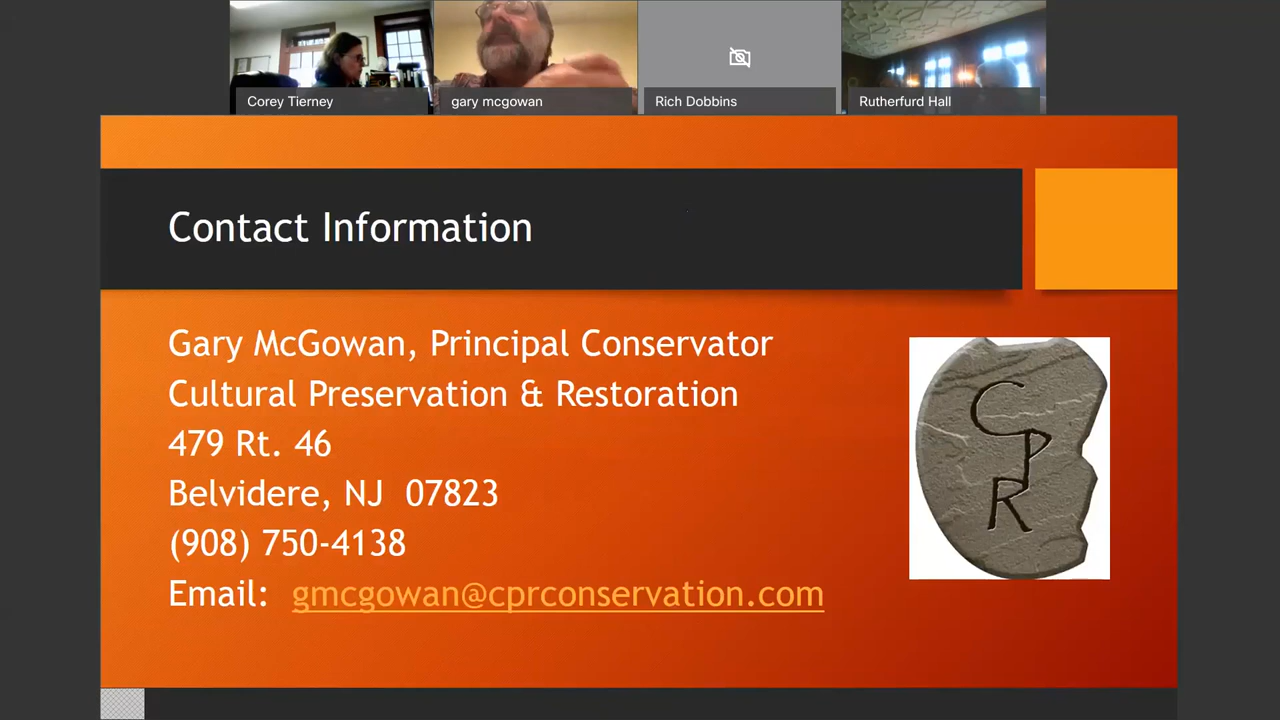 Corey Tierney
gary mcgowan
Rich Dobbins
Rutherfurd Hall
Contact Information
Gary McGowan, Principal Conservator
Cultural Preservation & Restoration
479 Rt. 46
Belvidere, NJ  07823
(908) 750-4138
Email:  gmcgowan@cprconservation.com
CPR